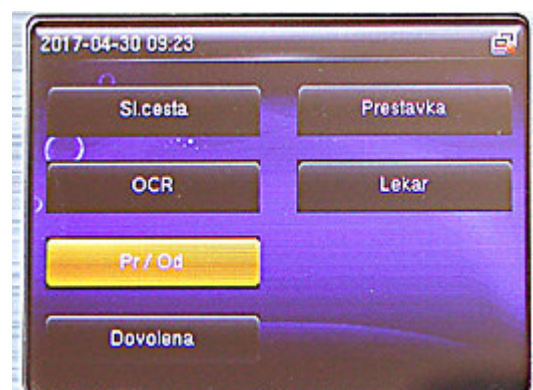 2017-04-30 09:23
Sl.cesta
Prestavka
OCR
Lekar
Pr / Od
Dovolena